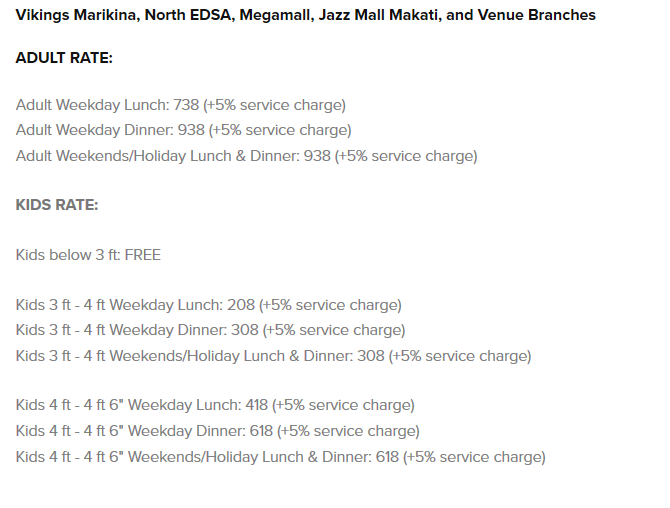 Vikings Marikina, North EDSA, Megamall, Jazz Mall Makati, and Venue Branches
ADULT RATE:
Adult Weekday Lunch: 738 (+5% service charge)
Adult Weekday Dinner: 938 (+5% service charge)
Adult Weekends/Holiday Lunch & Dinner: 938 (+5% service charge)
KIDS RATE:
Kids below 3 ft: FREE
Kids 3 ft - 4 ft Weekday Lunch: 208 (+5% service charge)
Kids 3 ft - 4 ft Weekday Dinner: 308 (+5% service charge)
Kids 3 ft - 4 ft Weekends/Holiday Lunch & Dinner: 308 (+5% service charge)
Kids 4 ft - 4 ft 6" Weekday Lunch: 418 (+5% service charge)
Kids 4 ft - 4 ft 6" Weekday Dinner: 618 (+5% service charge)
Kids 4 ft - 4 ft 6" Weekends/Holiday Lunch & Dinner: 618 (+5% service charge)